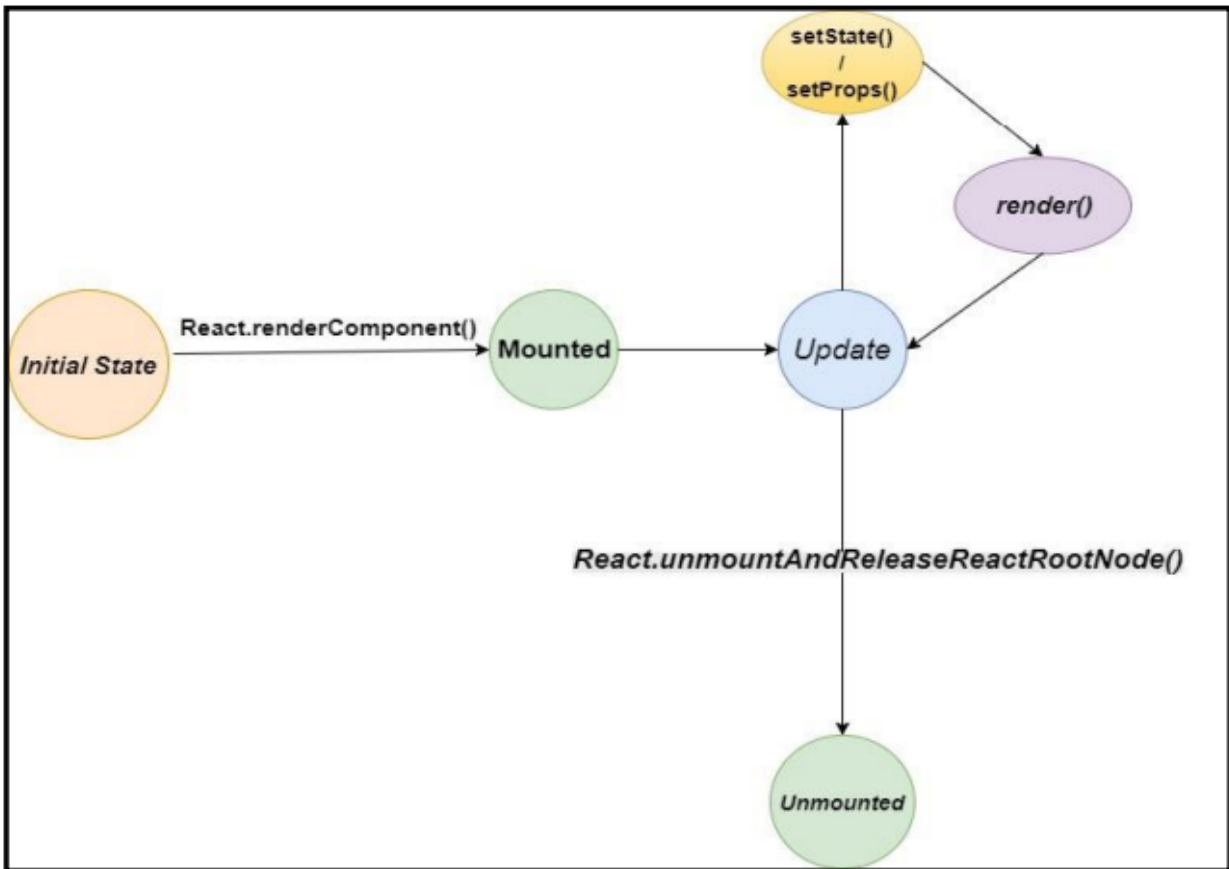 setState()
/
setProps()
render()
React.renderComponent()
Initial State
Mounted
Update
React.unmountAndReleaseReactRootNode()
Unmounted